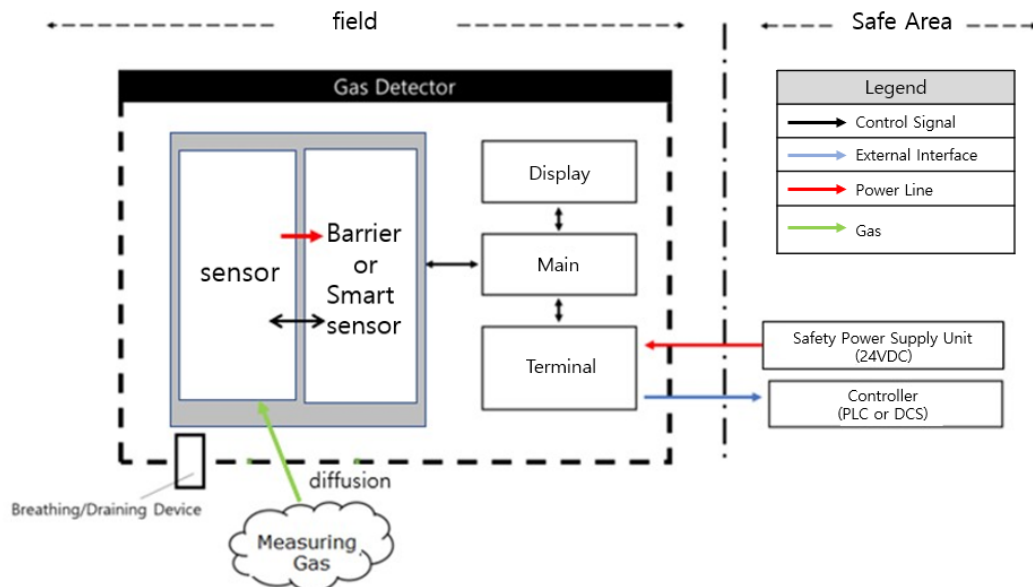 field
Safe Area
Gas Detector
Legend
Control Signal
External Interface
Power Line
Gas
Display
Main
Terminal
sensor
Barrier
or
Smart
sensor
Safety Power Supply Unit
(24VDC)
Controller
(PLC or DCS)
diffusion
Breathing/Draining Device
Measuring
Gas